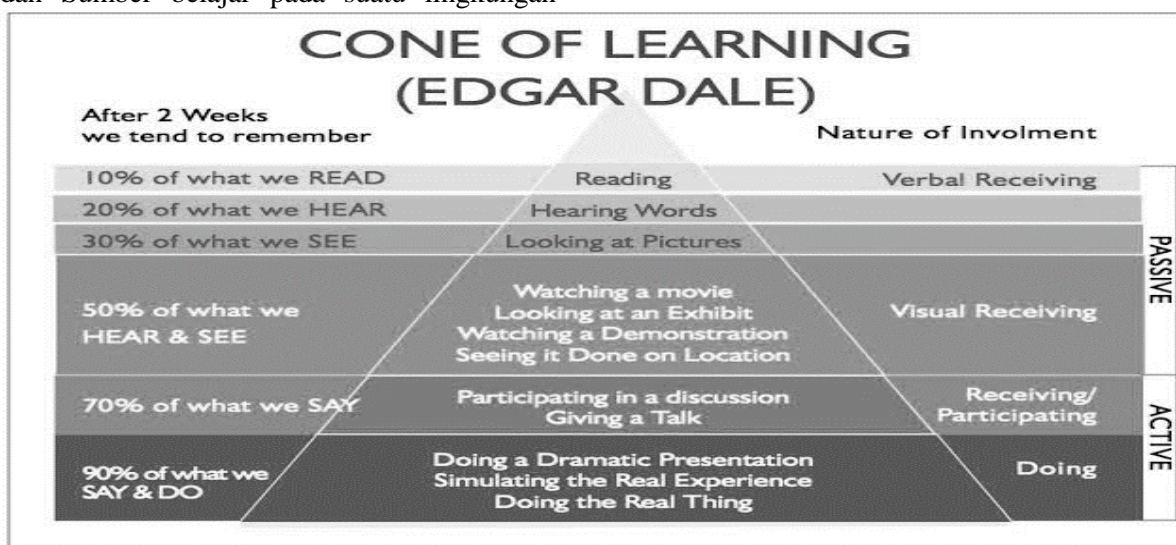 dan Sumber belajar pada suatu lingkungan
CONE OF LEARNING
(EDGAR DALE)
After 2 Weeks
we tend to remember
Nature of Involment
10% of what we READ
Reading
Verbal Receiving
20% of what we HEAR
Hearing Words
30% of what we SEE
Looking at Pictures
50% of what we
HEAR & SEE
Watching a movie
Looking at an Exhibit
Watching a Demonstration
Seeing it Done on Location
Visual Receiving
PASSIVE
70% of what we SAY
Participating in a discussion
Giving a Talk
Receiving/
Participating
90% of what we
SAY & DO
Doing a Dramatic Presentation
Simulating the Real Experience
Doing the Real Thing
Doing
ACTIVE